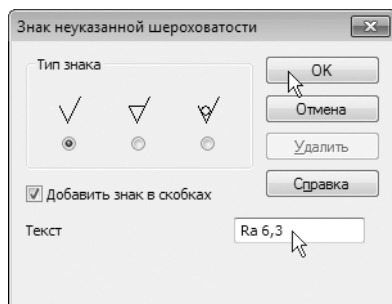 Знак неуказанной шероховатости
Тип знака
OK
Отмена
Удалить
Справка
Добавить знак в скобках
Текст
Ra 6,3